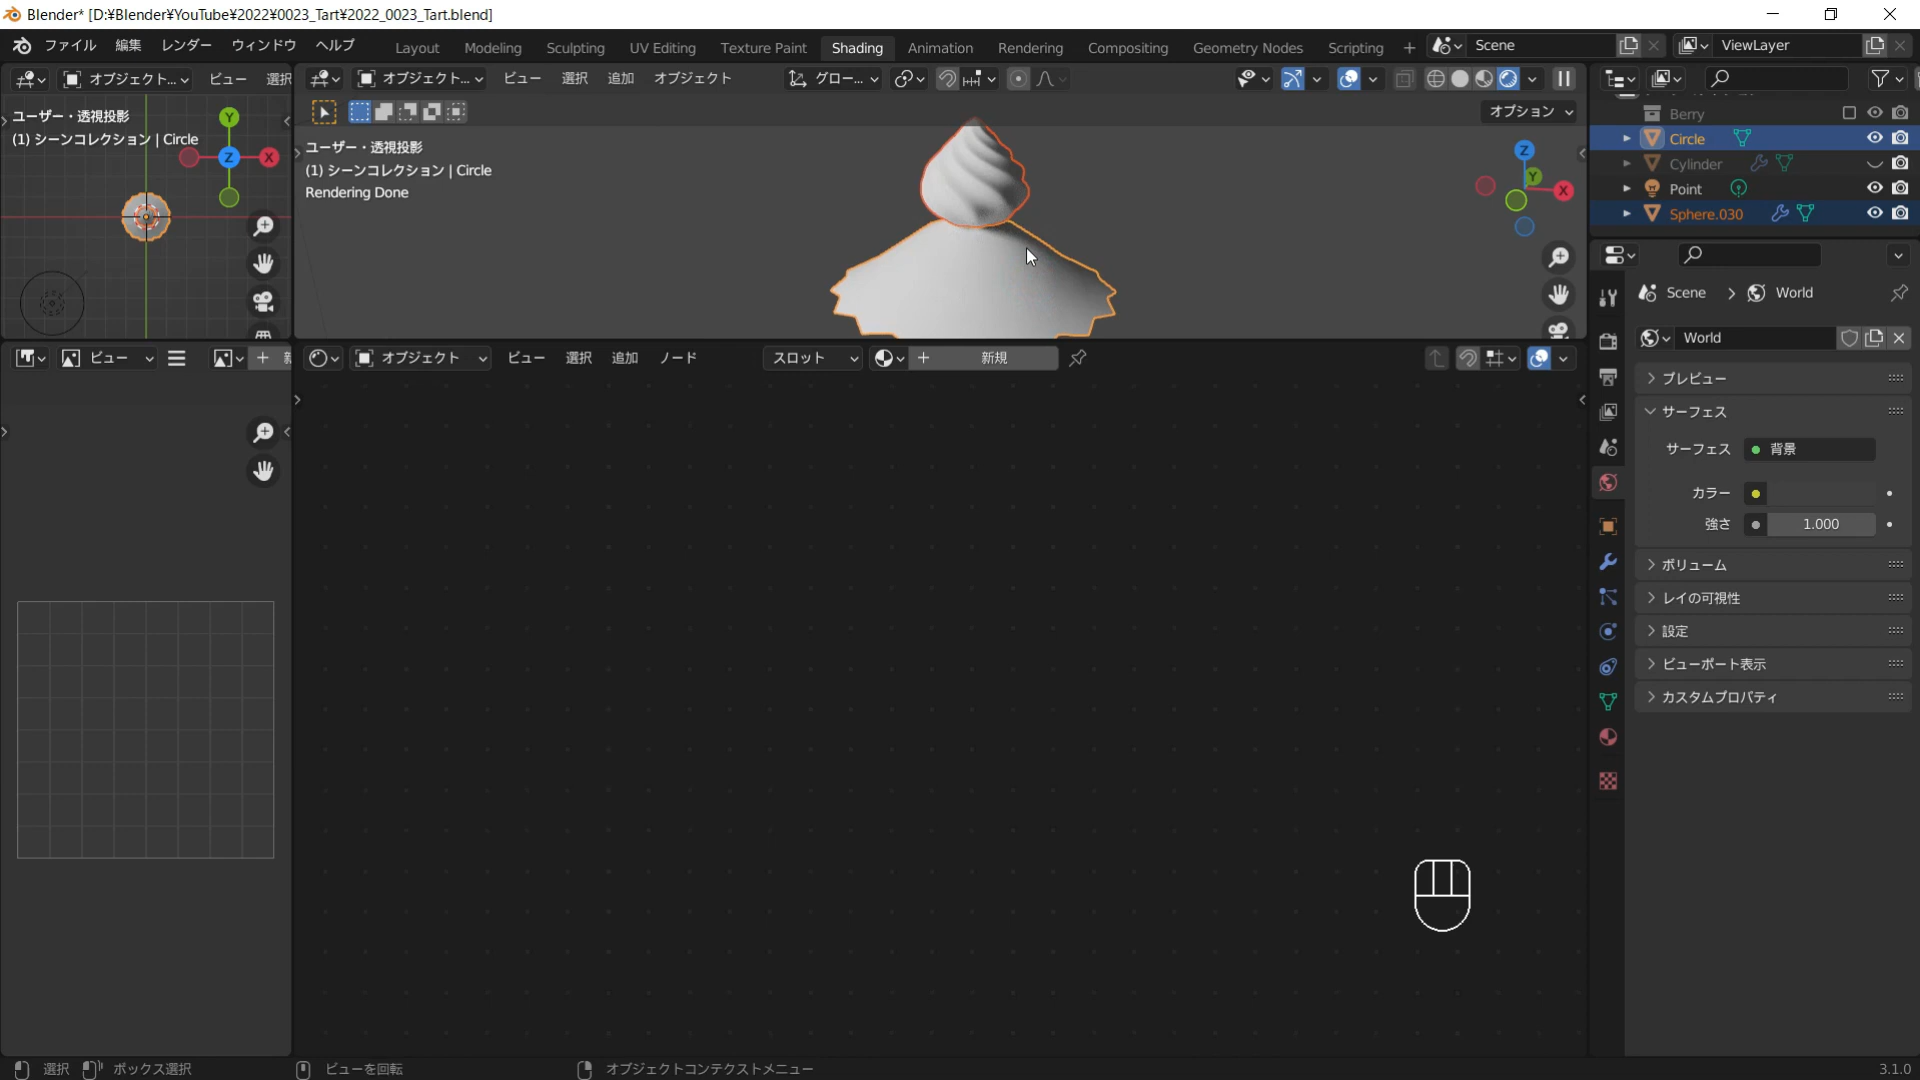 Blender* [D:¥Blender¥YouTube¥2022¥0023_Tart¥2022_0023_Tart.blend]
ファイル 編集 レンダー ウィンドウ ヘルプ Layout Modeling Sculpting UV Editing Texture Paint Shading Animation Rendering Compositing Geometry Nodes Scripting + Scene ViewLayer
オブジェクト... ビュー 選択
オブジェクト... ビュー 選択 追加 オブジェクト グロー...
オプション
ユーザー・透視投影
(1) シーンコレクション | Circle
Y
Z
X
ユーザー・透視投影
(1) シーンコレクション | Circle
Rendering Done
Z
Y
X
Berry
Circle
Cylinder
Point
Sphere.030
Scene World
World
プレビュー
サーフェス
サーフェス 背景
カラー
強さ 1.000
ボリューム
レイの可視性
設定
ビューポート表示
カスタムプロパティ
ビュー
オブジェクト ビュー 選択 追加 ノード スロット 新規
選択 ボックス選択 ビューを回転 オブジェクトコンテクストメニュー 3.1.0